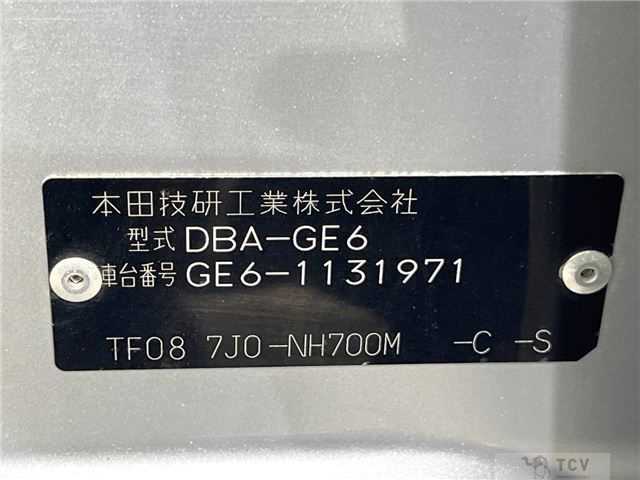 本田技研工業株式会社
型式 DBA-GE6
車台番号 GE6-1131971
TF08 7J0-NH700M -C -S
TCV